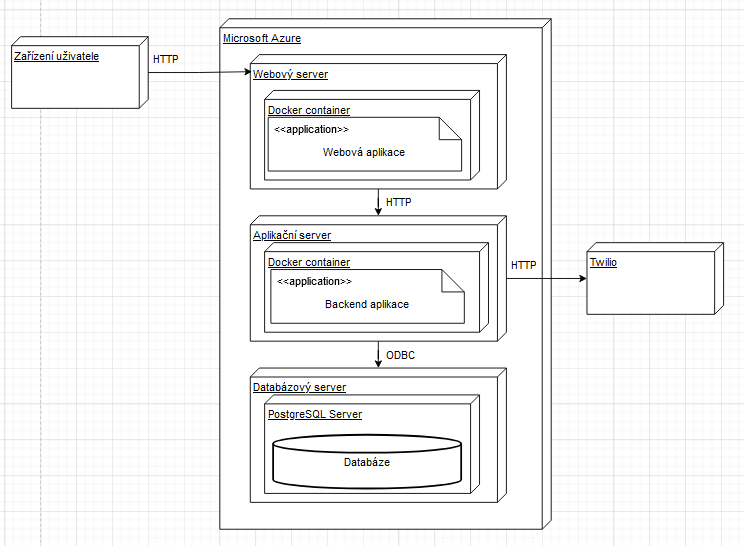 Microsoft Azure
Zařízení uživatele
HTTP
Webový server
Docker container
<<application>>
Webová aplikace
HTTP
Aplikační server
Docker container
<<application>>
Backend aplikace
HTTP
Twilio
ODBC
Databázový server
PostgreSQL Server
Databáze